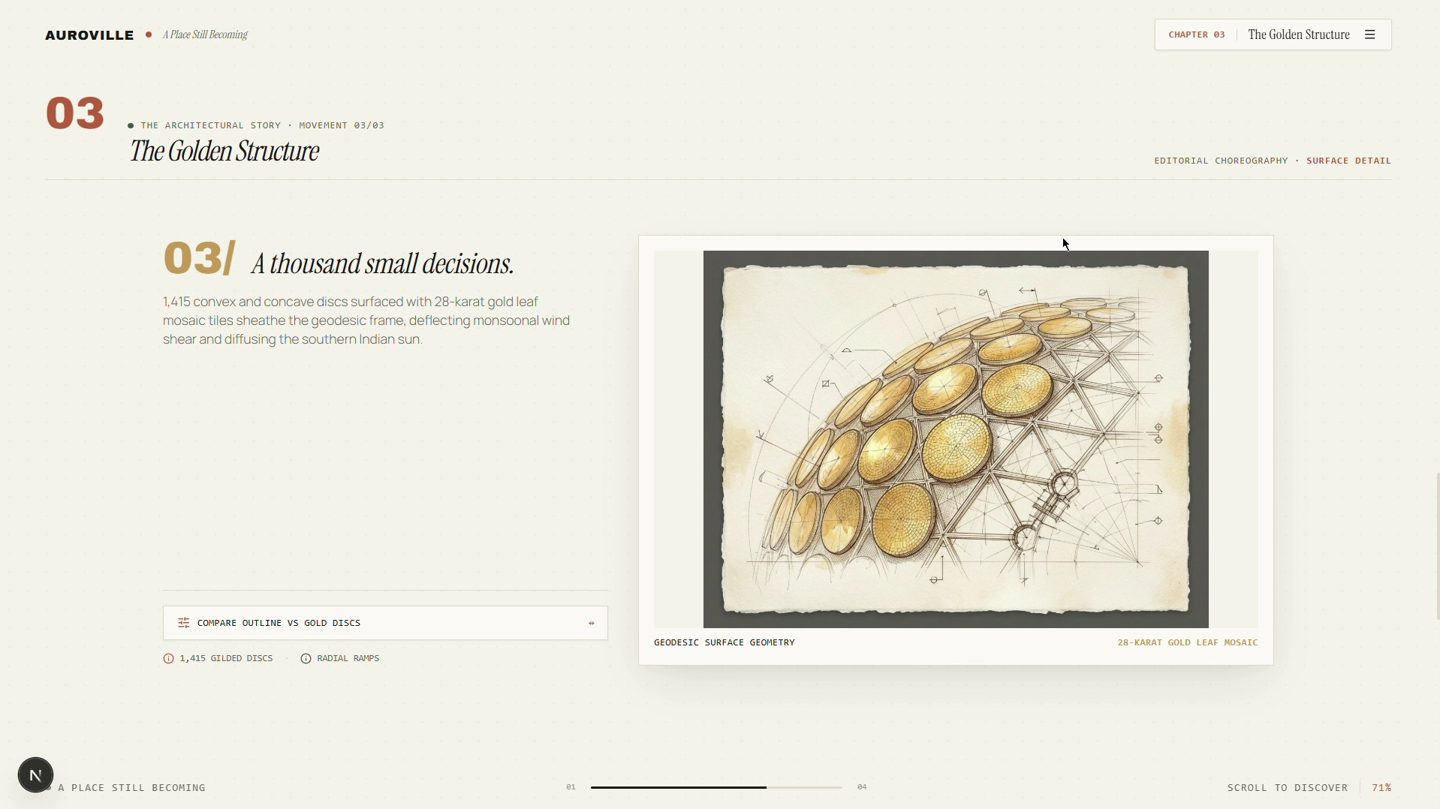 AUROVILLE • A Place Still Becoming
CHAPTER 03 The Golden Structure
03
THE ARCHITECTURAL STORY · MOVEMENT 03/03
The Golden Structure
EDITORIAL CHOREOGRAPHY · SURFACE DETAIL
03/ A thousand small decisions.
1,415 convex and concave discs surfaced with 28-karat gold leaf
mosaic tiles sheathe the geodesic frame, deflecting monsoonal wind
shear and diffusing the southern Indian sun.
COMPARE OUTLINE VS GOLD DISCS
1,415 GILDED DISCS · RADIAL RAMPS
GEODESIC SURFACE GEOMETRY
28-KARAT GOLD LEAF MOSAIC
N
A PLACE STILL BECOMING
01
04
SCROLL TO DISCOVER 71%